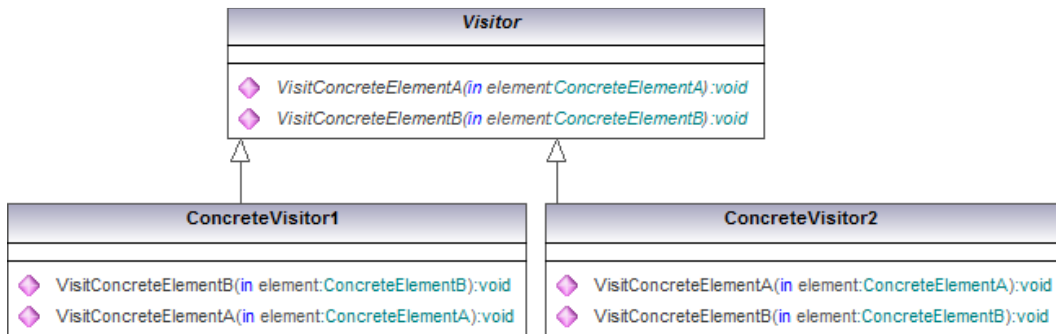 Visitor
VisitConcreteElementA(in element:ConcreteElementA):void
VisitConcreteElementB(in element:ConcreteElementB):void
ConcreteVisitor1
VisitConcreteElementB(in element:ConcreteElementB):void
VisitConcreteElementA(in element:ConcreteElementA):void
ConcreteVisitor2
VisitConcreteElementA(in element:ConcreteElementA):void
VisitConcreteElementB(in element:ConcreteElementB):void